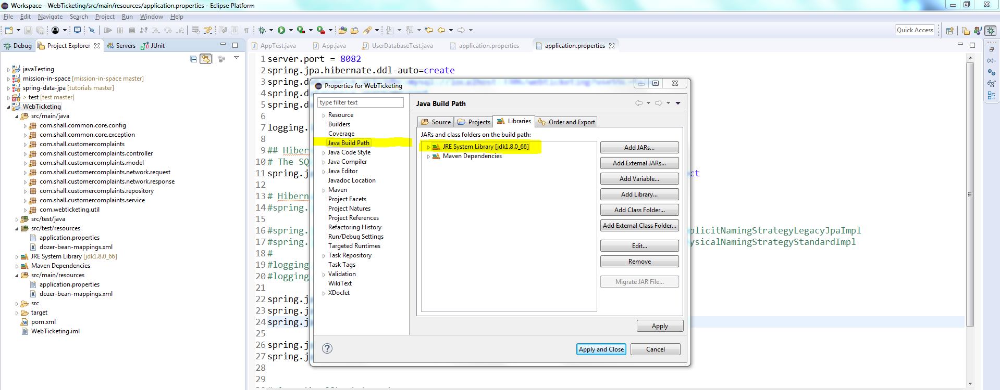 Workspace - WebTicketing/src/main/resources/application.properties - Eclipse Platform
File Edit Navigate Search Project Run Window Help
Quick Access
Debug Project Explorer Servers JUnit
AppTest.java App.java UserDatabaseTest.java application.properties application.properties
javaTesting
mission-in-space [mission-in-space master]
spring-data-jpa [tutorials master]
> test [test master]
WebTicketing
src/main/java
com.shall.common.core.config
com.shall.common.core.exception
com.shall.customercomplaints
com.shall.customercomplaints.controller
com.shall.customercomplaints.model
com.shall.customercomplaints.network.request
com.shall.customercomplaints.network.response
com.shall.customercomplaints.repository
com.shall.customercomplaints.service
com.webticketing.util
src/test/java
src/test/resources
application.properties
dozer-bean-mappings.xml
JRE System Library [jdk1.8.0_66]
Maven Dependencies
src/main/resources
application.properties
dozer-bean-mappings.xml
src
target
pom.xml
WebTicketing.iml
1 server.port = 8082
2 spring.jpa.hibernate.ddl-auto=create
3 spring.d
4 spring.d
5 spring.d
6
7 logging.
8
9 ## Hiber
10 # The SQ
11 spring.j ct
12
13 # Hibern
14 #spring.
15
16 #spring. plicitNamingStrategyLegacyJpaImpl
17 #spring. ysicalNamingStrategyStandardImpl
18 #
19 #logging
20 #logging
21
22 spring.j
23 spring.j
24 spring.j
25
26 spring.j
27 spring.j
28
29
Properties for WebTicketing
type filter text
Resource
Builders
Coverage
Java Build Path
Java Code Style
Java Compiler
Java Editor
Javadoc Location
Maven
Project Facets
Project Natures
Project References
Refactoring History
Run/Debug Settings
Targeted Runtimes
Task Repository
Task Tags
Validation
WikiText
XDoclet
Java Build Path
Source Projects Libraries Order and Export
JARs and class folders on the build path:
JRE System Library [jdk1.8.0_66]
Maven Dependencies
Add JARs...
Add External JARs...
Add Variable...
Add Library...
Add Class Folder...
Add External Class Folder...
Edit...
Remove
Migrate JAR File...
Apply
Apply and Close Cancel